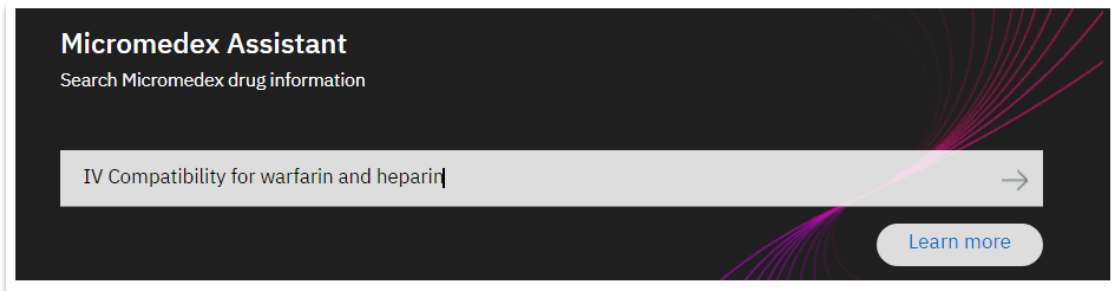 Micromedex Assistant
Search Micromedex drug information
IV Compatibility for warfarin and heparin
Learn more